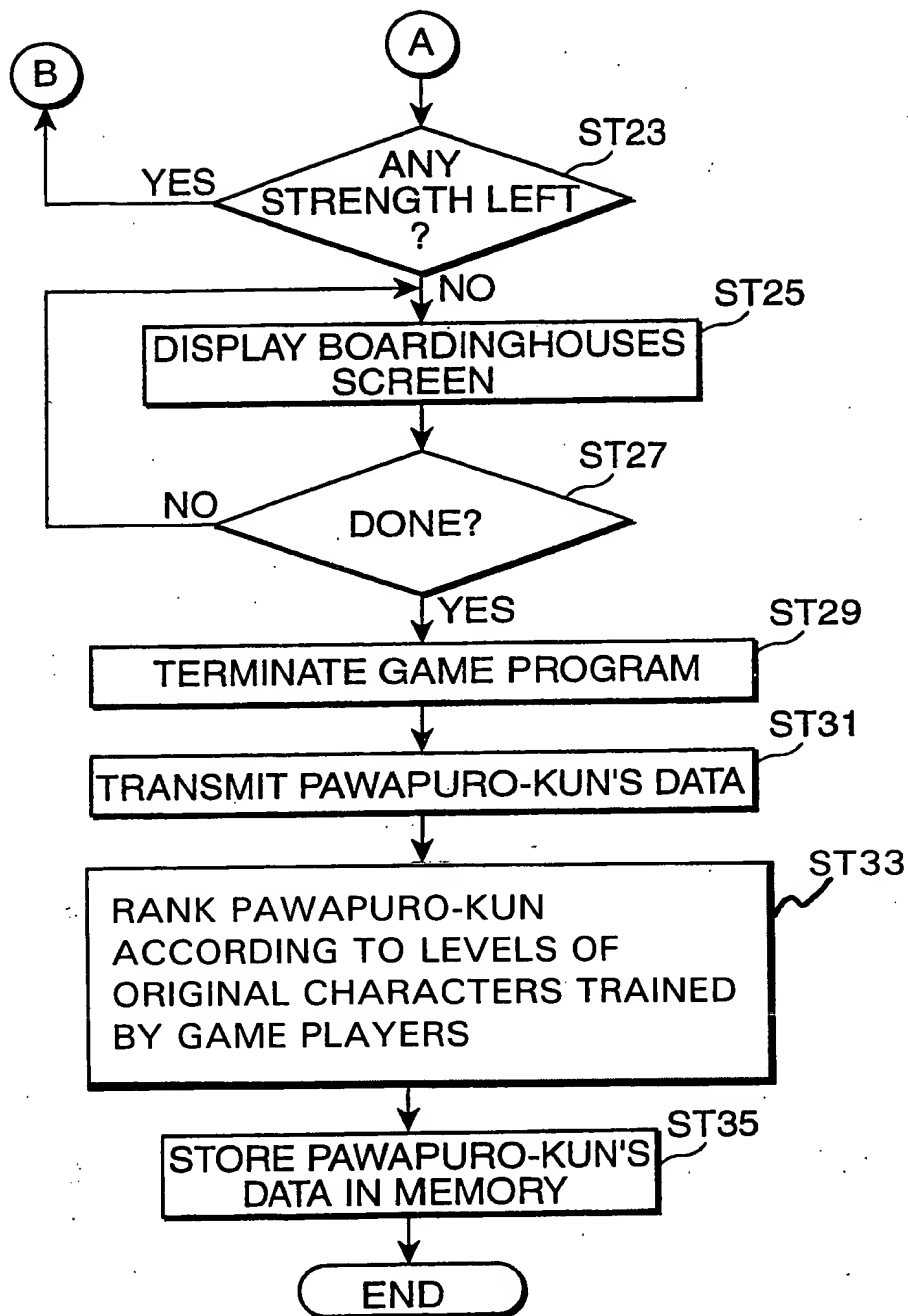 A
B
ST23
ANY
STRENGTH LEFT
?
YES
NO
ST25
DISPLAY BOARDINGHOUSES
SCREEN
ST27
NO
DONE?
YES
ST29
TERMINATE GAME PROGRAM
ST31
TRANSMIT PAWAPURO-KUN'S DATA
ST33
RANK PAWAPURO-KUN
ACCORDING TO LEVELS OF
ORIGINAL CHARACTERS TRAINED
BY GAME PLAYERS
ST35
STORE PAWAPURO-KUN'S
DATA IN MEMORY
END